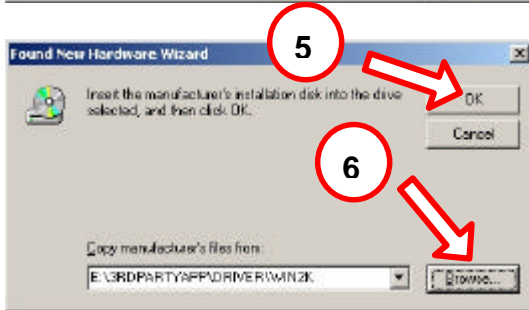 5
Found New Hardware Wizard
Insert the manufacturer's installation disk into the drive
selected, and then click OK.
OK
Cancel
6
Copy manufacturer's files from:
E:\3RDPARTYAPP\DRIVER\WIN2K
Browse...